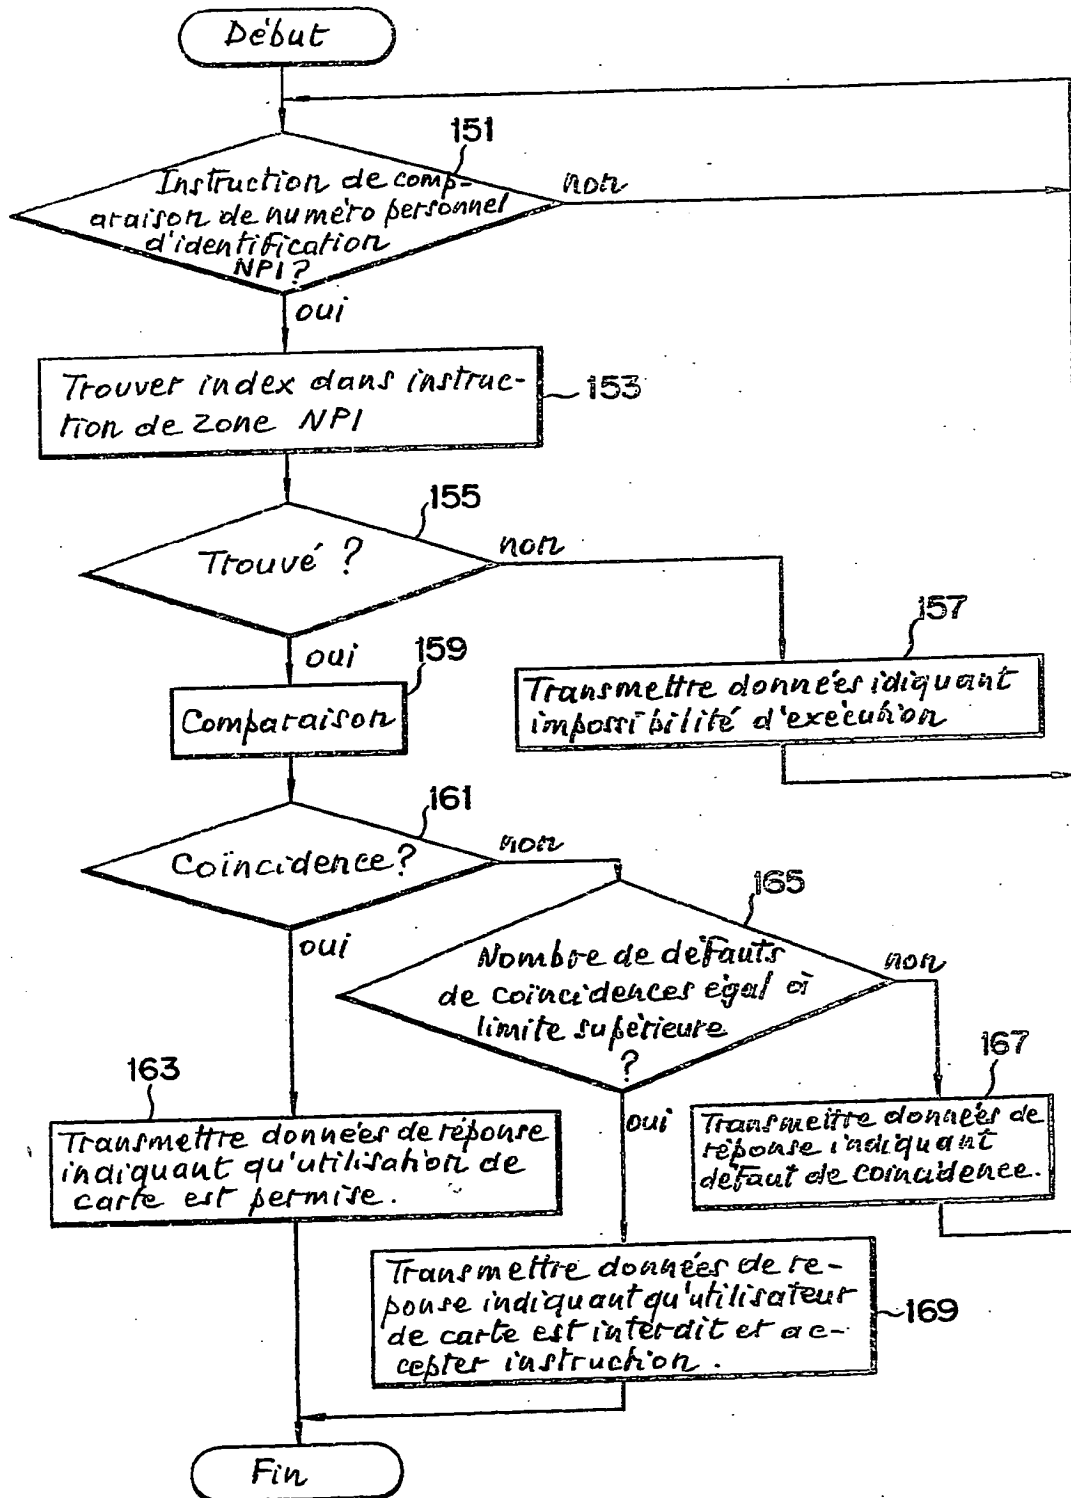 Début
151
Instruction de comp-
araison de numéro personnel
d'identification
NPI?
non
oui
Trouver index dans instruc-
tion de zone NPI
153
155
Trouvé ?
non
oui
159
157
Transmettre données idiquant
impossibilité d'exécution
Comparaison
161
Coïncidence?
non
165
oui
Nombre de défauts
de coïncidences égal à
limite supérieure
?
non
163
167
Transmettre données de réponse
indiquant qu'utilisation de
carte est permise.
oui
Transmettre données de
réponse indiquant
défaut de coincidence.
Transmettre données de re-
ponse indiquant qu'utilisateur
de carte est interdit et ac-
cepter instruction.
169
Fin